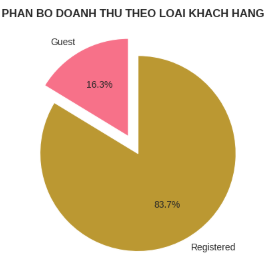 PHAN BO DOANH THU THEO LOAI KHACH HANG
Guest
16.3%
83.7%
Registered